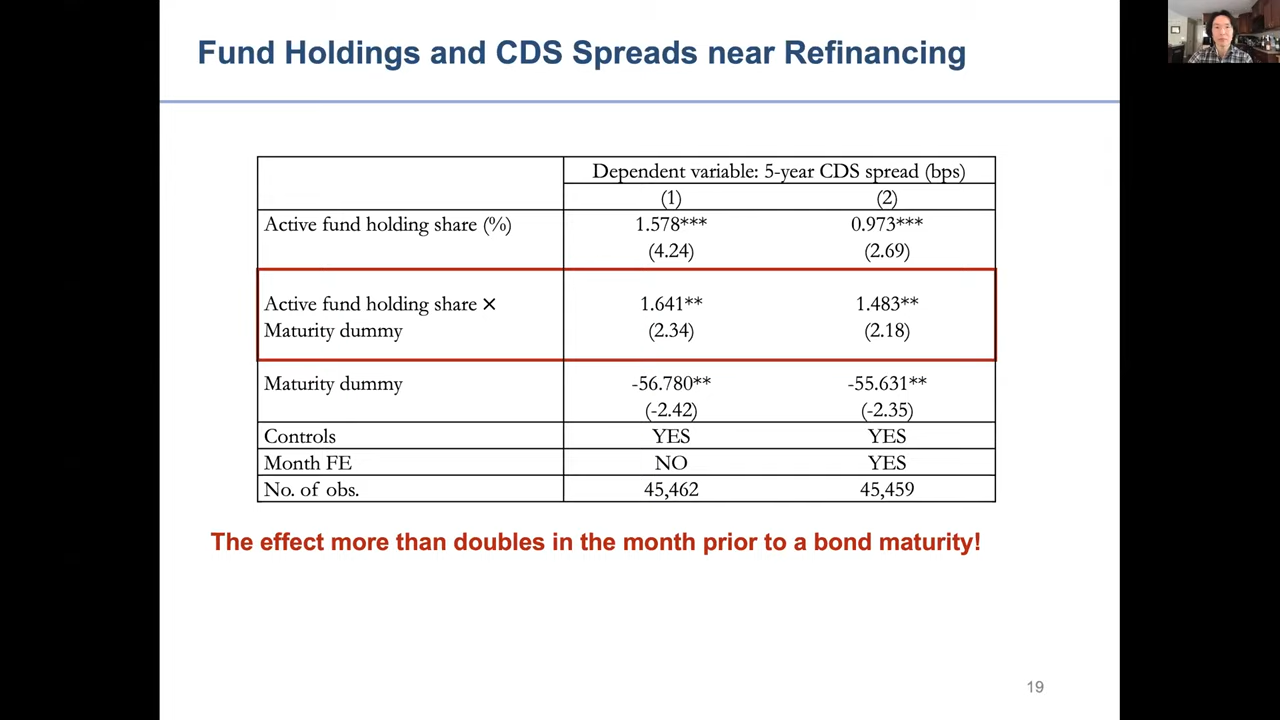 Fund Holdings and CDS Spreads near Refinancing
Dependent variable: 5-year CDS spread (bps)
(1) (2)
Active fund holding share (%) 1.578*** 0.973***
(4.24) (2.69)
Active fund holding share × 1.641** 1.483**
Maturity dummy (2.34) (2.18)
Maturity dummy -56.780** -55.631**
(-2.42) (-2.35)
Controls YES YES
Month FE NO YES
No. of obs. 45,462 45,459
The effect more than doubles in the month prior to a bond maturity!
19